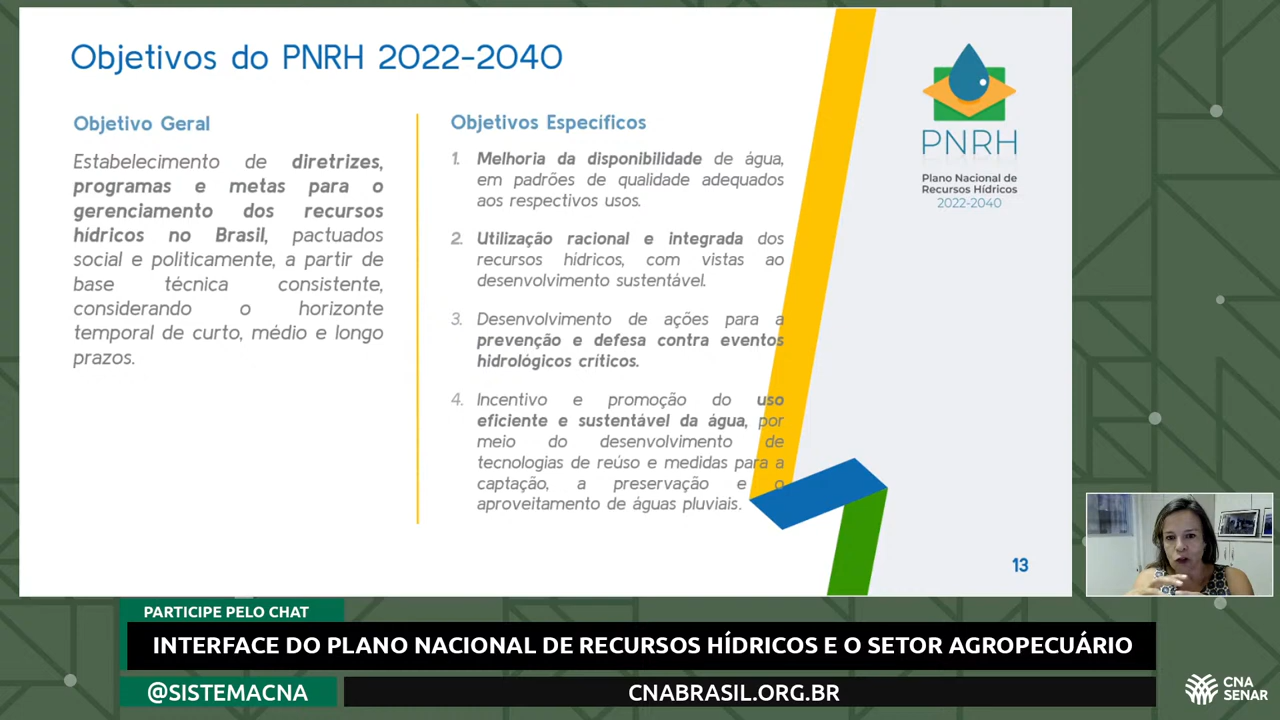 Objetivos do PNRH 2022-2040
Objetivo Geral
Estabelecimento de diretrizes,
programas e metas para o
gerenciamento dos recursos
hídricos no Brasil, pactuados
social e politicamente, a partir de
base técnica consistente,
considerando o horizonte
temporal de curto, médio e longo
prazos.
Objetivos Específicos
1. Melhoria da disponibilidade de água,
em padrões de qualidade adequados
aos respectivos usos.
2. Utilização racional e integrada dos
recursos hídricos, com vistas ao
desenvolvimento sustentável.
3. Desenvolvimento de ações para a
prevenção e defesa contra eventos
hidrológicos críticos.
4. Incentivo e promoção do uso
eficiente e sustentável da água, por
meio do desenvolvimento de
tecnologias de reúso e medidas para a
captação, a preservação e o
aproveitamento de águas pluviais.
PNRH
Plano Nacional de
Recursos Hídricos
2022-2040
13
PARTICIPE PELO CHAT
INTERFACE DO PLANO NACIONAL DE RECURSOS HÍDRICOS E O SETOR AGROPECUÁRIO
@SISTEMACNA
CNABRASIL.ORG.BR
CNA
SENAR